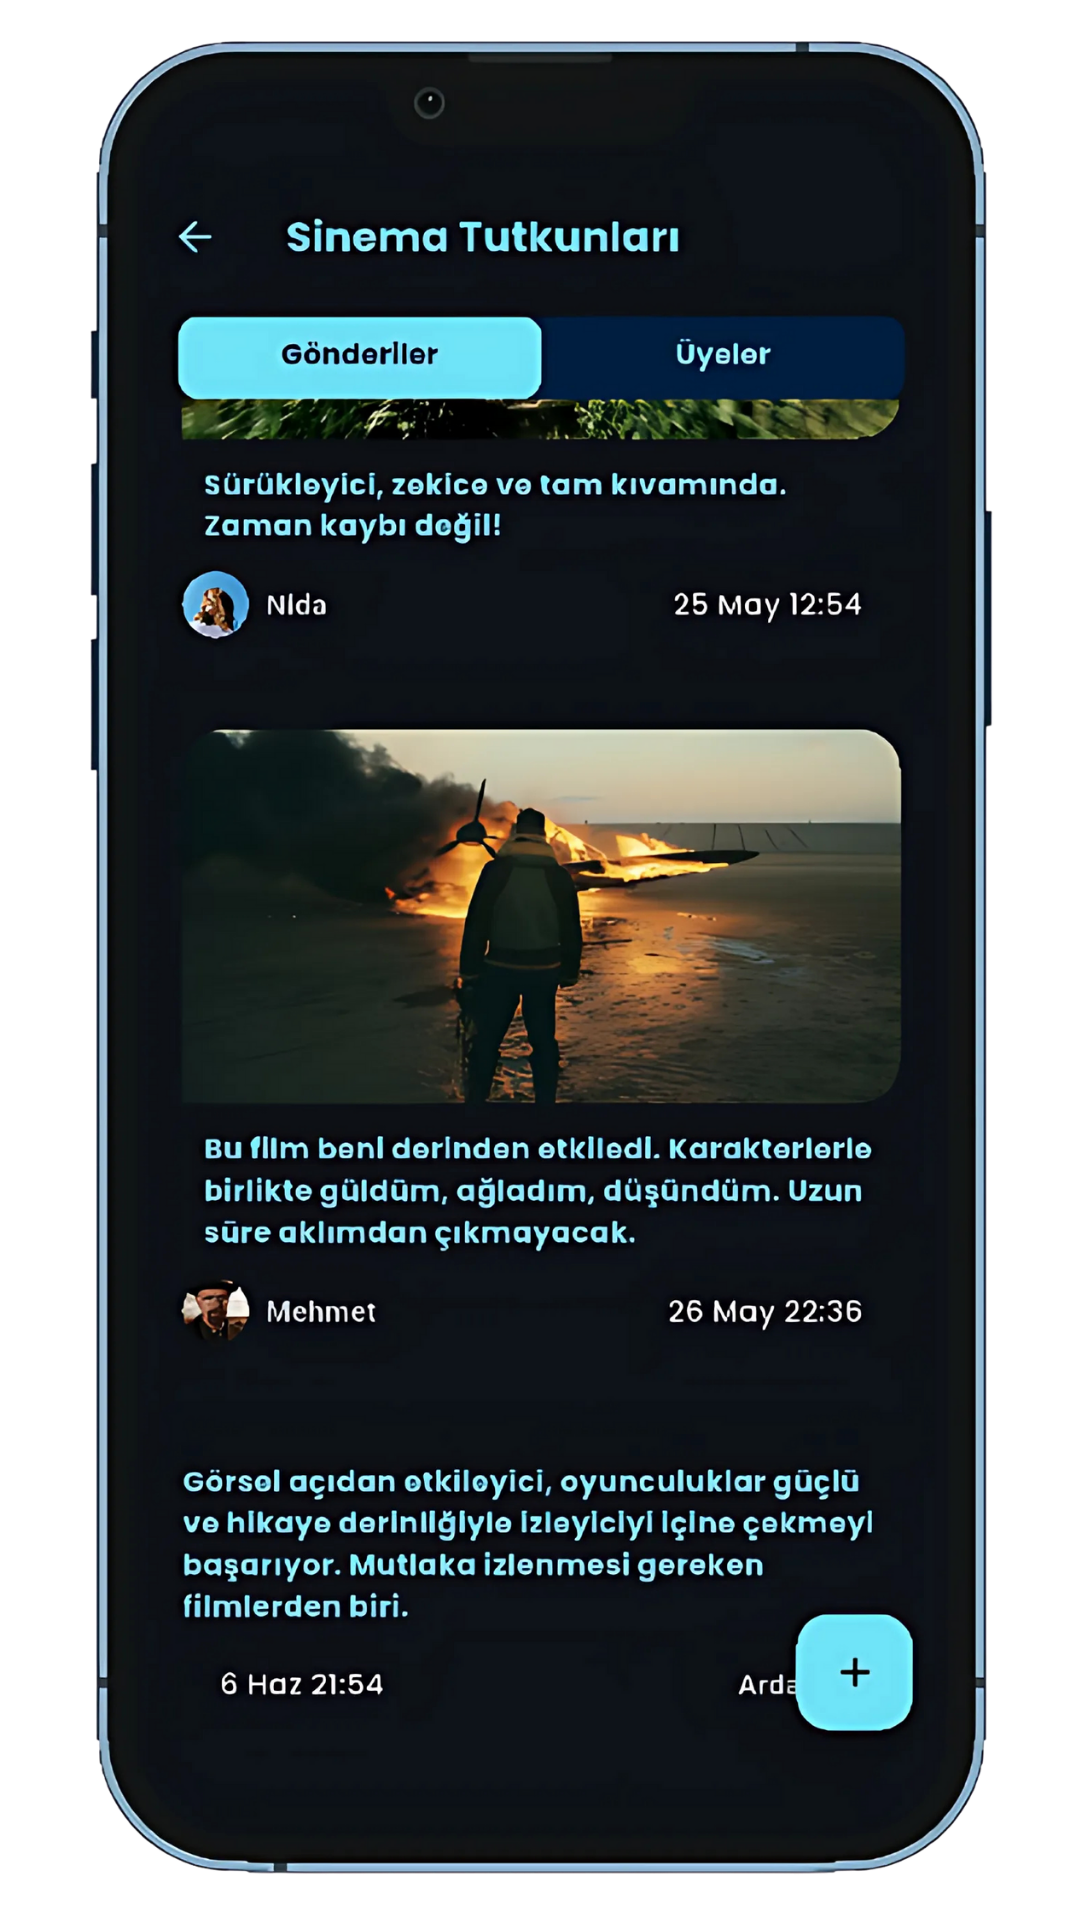 Sinema Tutkunları
Gönderiler
Üyeler
Sürükleyici, zekice ve tam kıvamında.
Zaman kaybı değil!
Nida
25 May 12:54
Bu film beni derinden etkiledi. Karakterlerle
birlikte güldüm, ağladım, düşündüm. Uzun
süre aklımdan çıkmayacak.
Mehmet
26 May 22:36
Görsel açıdan etkileyici, oyunculuklar güçlü
ve hikaye derinliğiyle izleyiciyi içine çekmeyi
başarıyor. Mutlaka izlenmesi gereken
filmlerden biri.
6 Haz 21:54
Arda
+